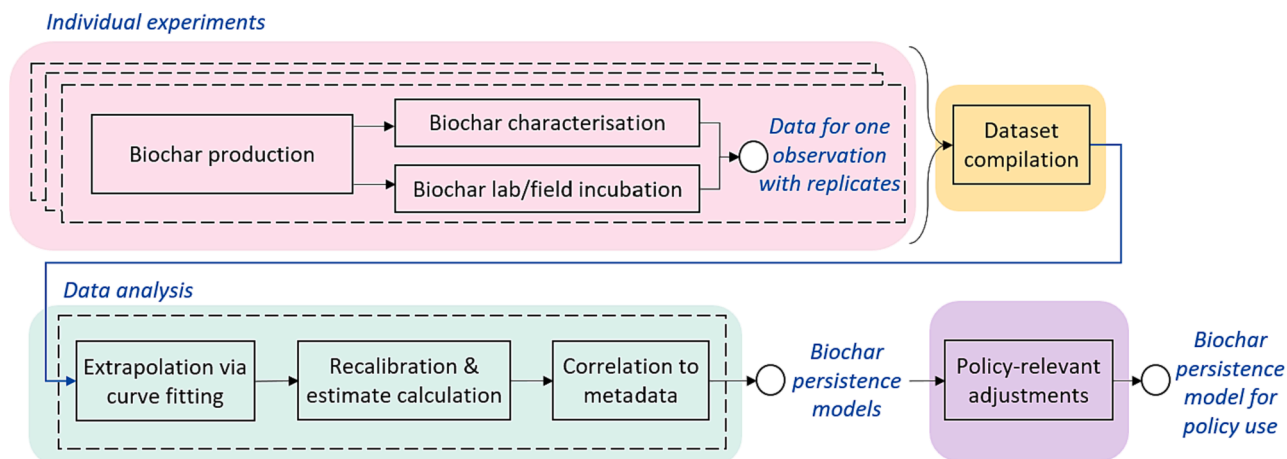 Individual experiments
Biochar production
Biochar characterisation
Biochar lab/field incubation
Data for one
observation
with replicates
Dataset
compilation
Data analysis
Extrapolation via
curve fitting
Recalibration &
estimate calculation
Correlation to
metadata
Biochar
persistence
models
Policy-relevant
adjustments
Biochar
persistence
model for
policy use